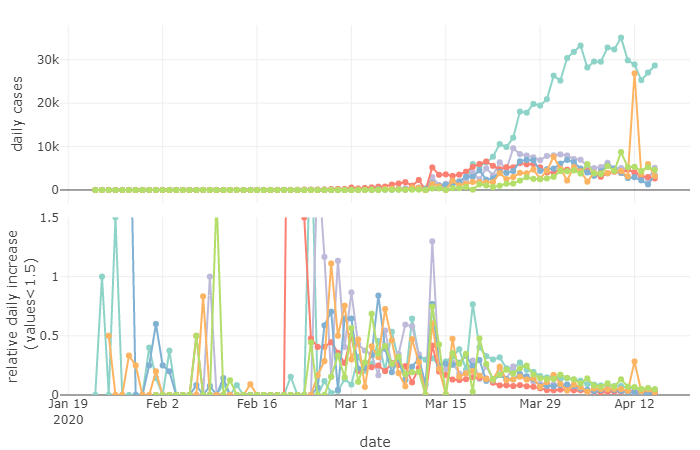 daily cases
30k
20k
10k
0
relative daily increase
(values<1.5)
1.5
1
0.5
0
Jan 19
2020
Feb 2
Feb 16
Mar 1
Mar 15
Mar 29
Apr 12
date